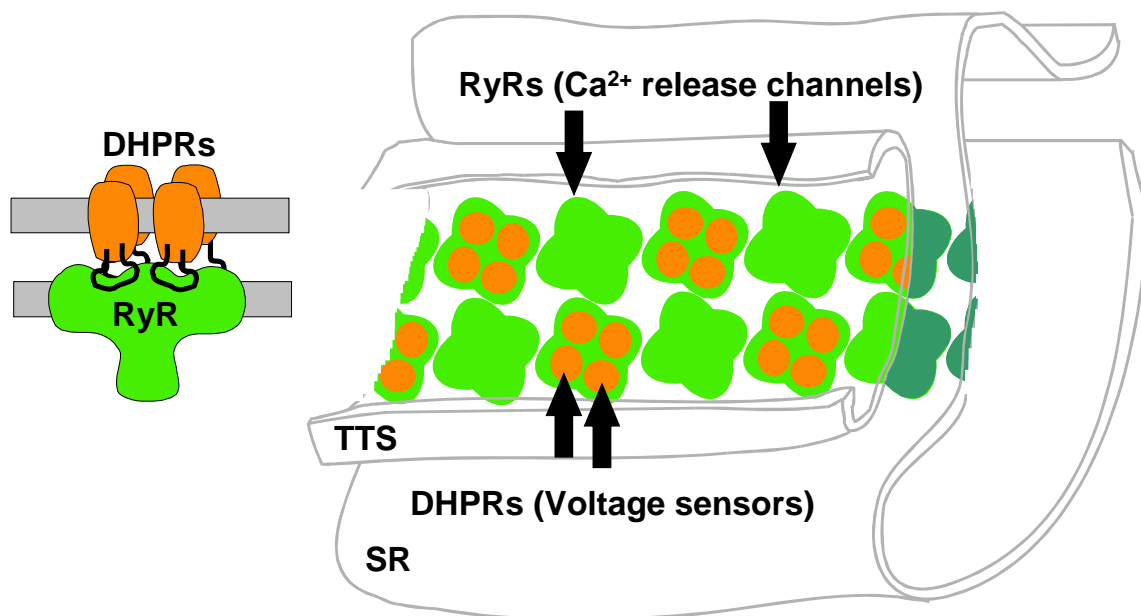 RyRs (Ca²⁺ release channels)
DHPRs
RyR
TTS
DHPRs (Voltage sensors)
SR